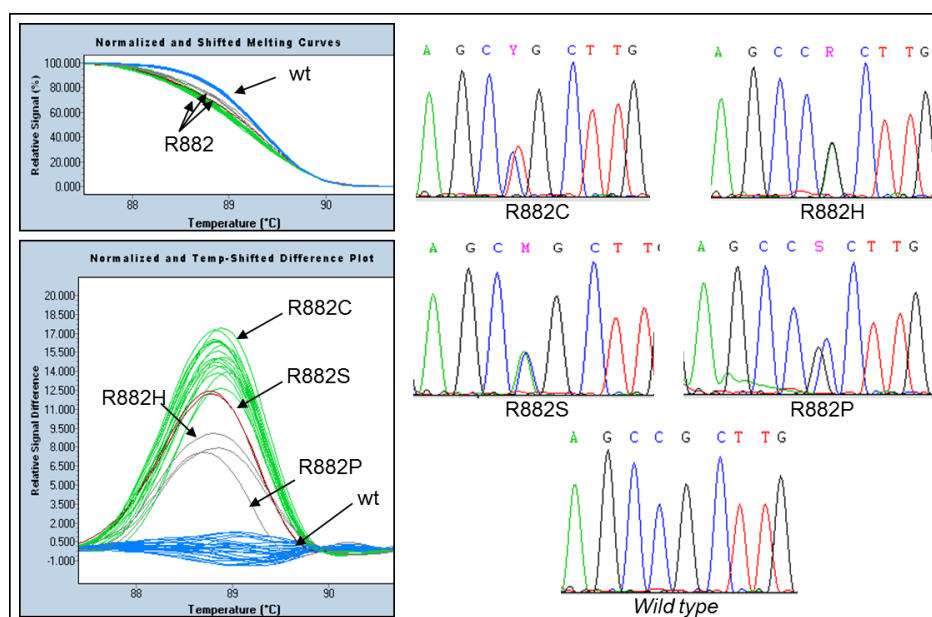 Normalized and Shifted Melting Curves
Relative Signal (%)
100.000
80.000
60.000
40.000
20.000
0.000
wt
R882
88
89
90
Temperature (°C)
Normalized and Temp-Shifted Difference Plot
Relative Signal Difference
20.000
18.500
17.000
15.500
14.000
12.500
11.000
9.500
8.000
6.500
5.000
3.500
2.000
0.500
-1.000
R882C
R882S
R882H
R882P
wt
88
89
90
Temperature (°C)
A G C Y G C T T G
R882C
A G C C R C T T G
R882H
A G C M G C T T G
R882S
A G C C S C T T G
R882P
A G C C G C T T G
Wild type